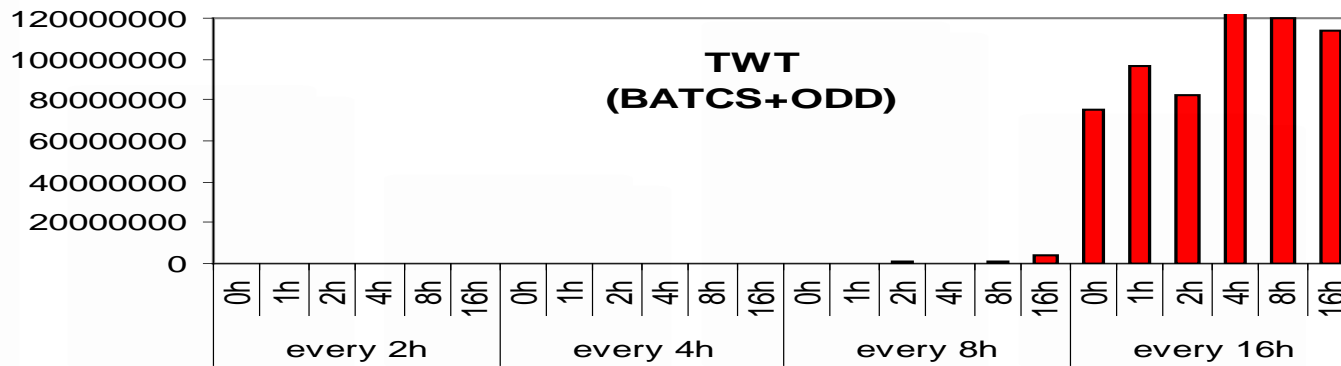 120000000
100000000
80000000
60000000
40000000
20000000
0
TWT
(BATCS+ODD)
0h 1h 2h 4h 8h 16h 0h 1h 2h 4h 8h 16h 0h 1h 2h 4h 8h 16h 0h 1h 2h 4h 8h 16h
every 2h every 4h every 8h every 16h